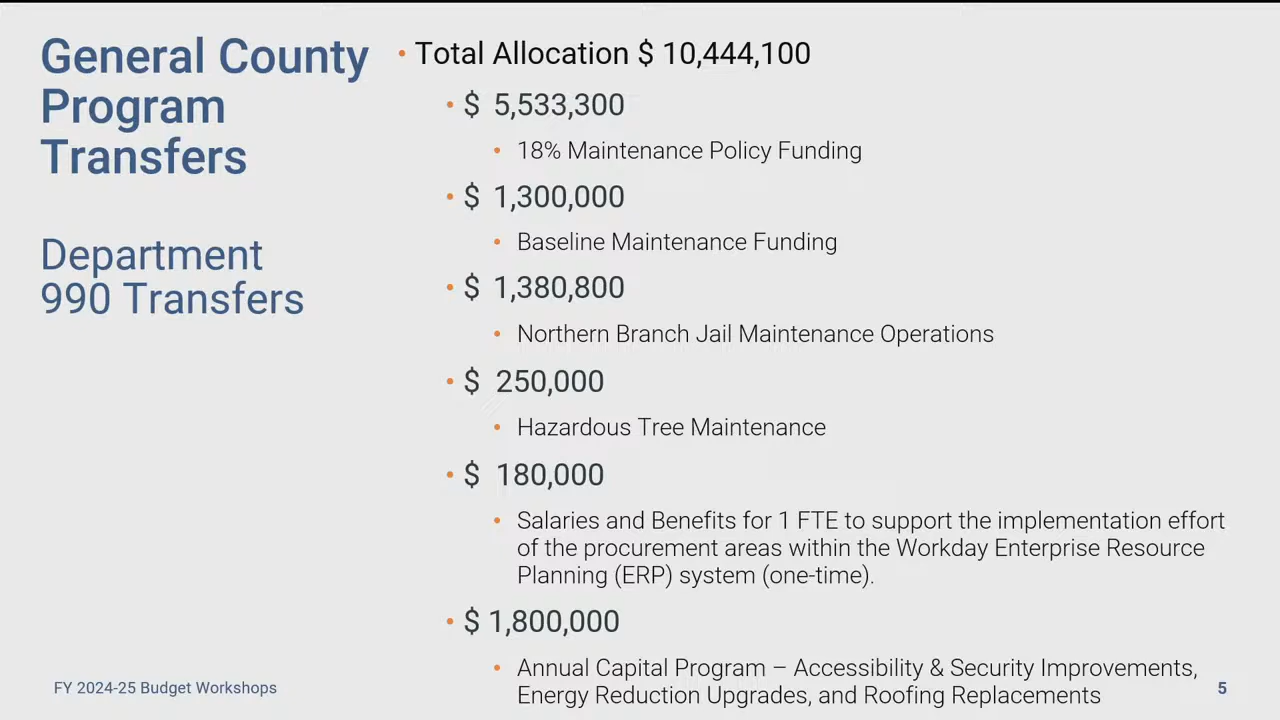 General County
Program
Transfers
Department
990 Transfers
• Total Allocation $ 10,444,100
• $ 5,533,300
• 18% Maintenance Policy Funding
• $ 1,300,000
• Baseline Maintenance Funding
• $ 1,380,800
• Northern Branch Jail Maintenance Operations
• $ 250,000
• Hazardous Tree Maintenance
• $ 180,000
• Salaries and Benefits for 1 FTE to support the implementation effort
of the procurement areas within the Workday Enterprise Resource
Planning (ERP) system (one-time).
• $ 1,800,000
• Annual Capital Program – Accessibility & Security Improvements,
Energy Reduction Upgrades, and Roofing Replacements
FY 2024-25 Budget Workshops
5